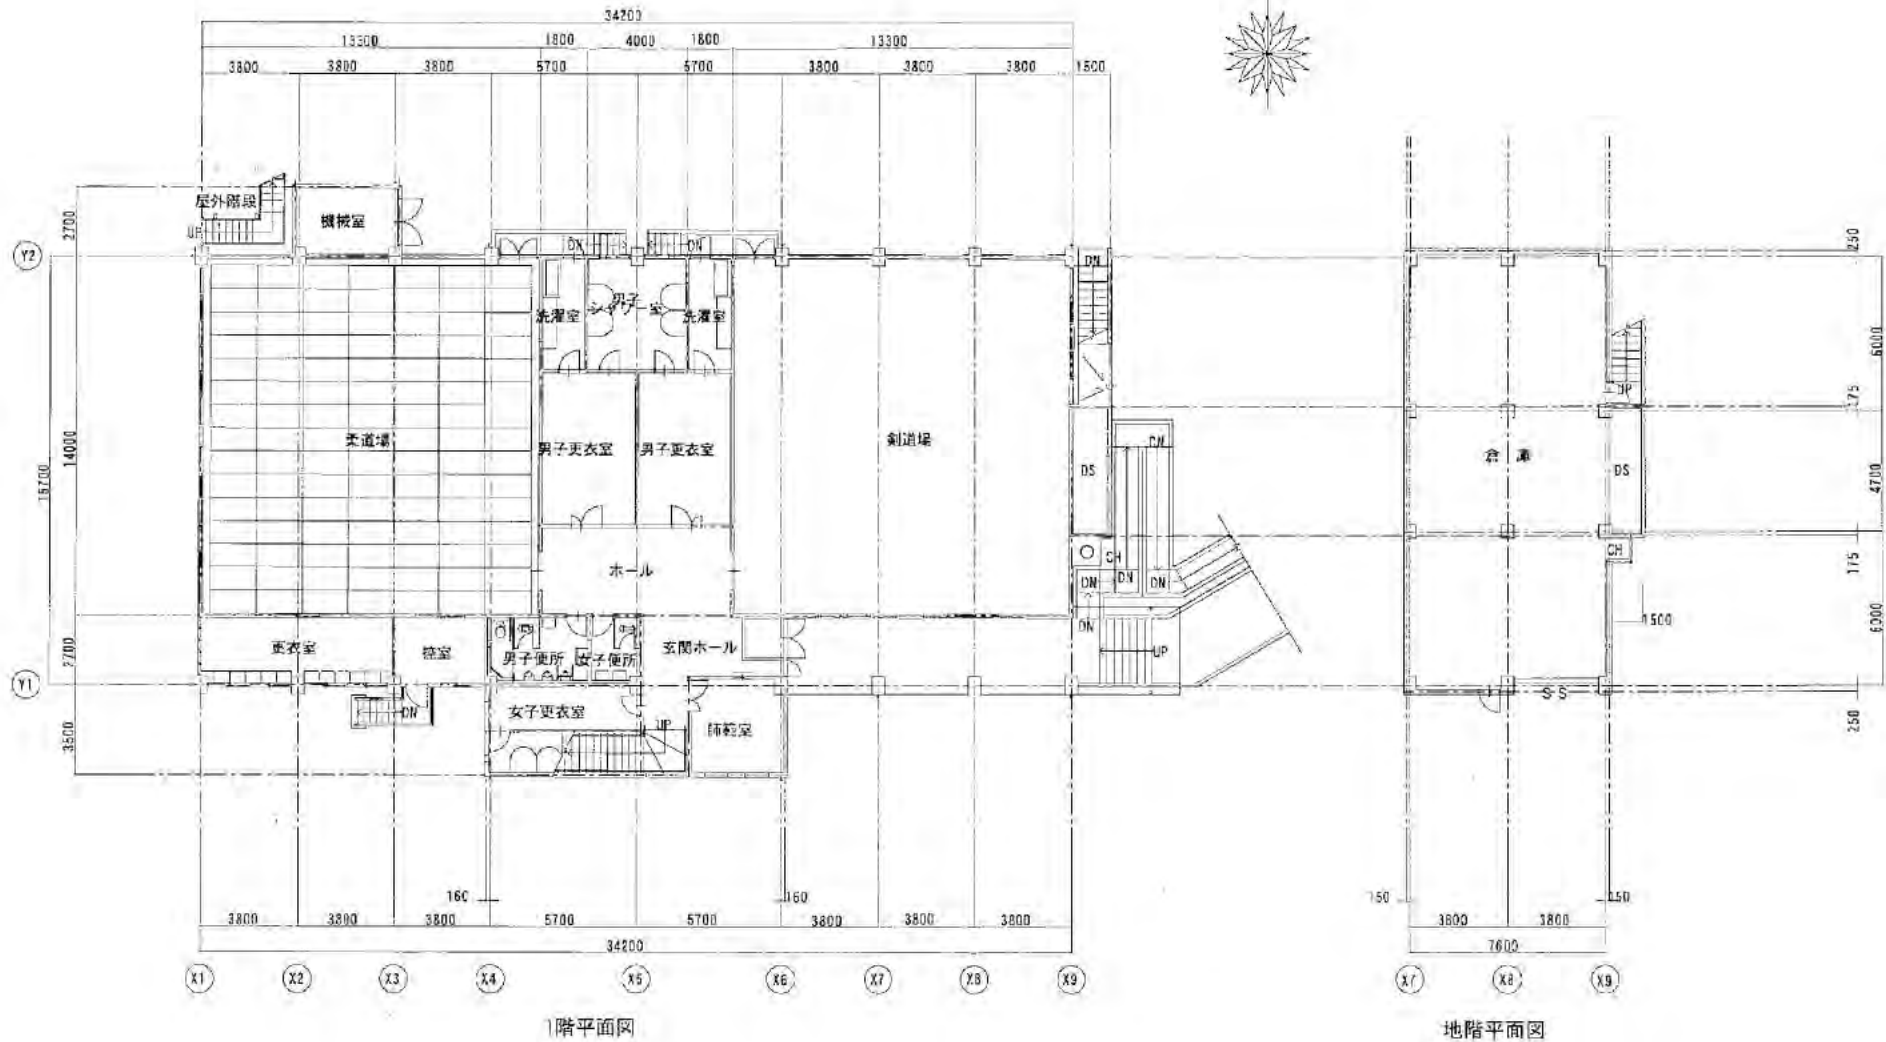 34200
13300 1800 4000 1800 13300
3800 3800 3800 5700 5700 3800 3800 3800 1500
屋外階段
機械室
UP
2700
250
Y2
DN DN
DN
洗濯室
男子
シャワー室
洗濯室
6000
UP
175
柔道場
男子更衣室
男子更衣室
剣道場
DN
倉庫
14000
16700
DS
DS
4700
ホール
CH
CH
DN
DN
DN
175
1500
DN
UP
6000
2700
更衣室
控室
男子便所
女子便所
玄関ホール
Y1
DN
女子更衣室
UP
師範室
S S
3500
250
160
160
150
150
3800 3800 3800 5700 5700 3800 3800 3800
3800 3800
34200
7600
X1 X2 X3 X4 X5 X6 X7 X8 X9
X7 X8 X9
1階平面図
地階平面図